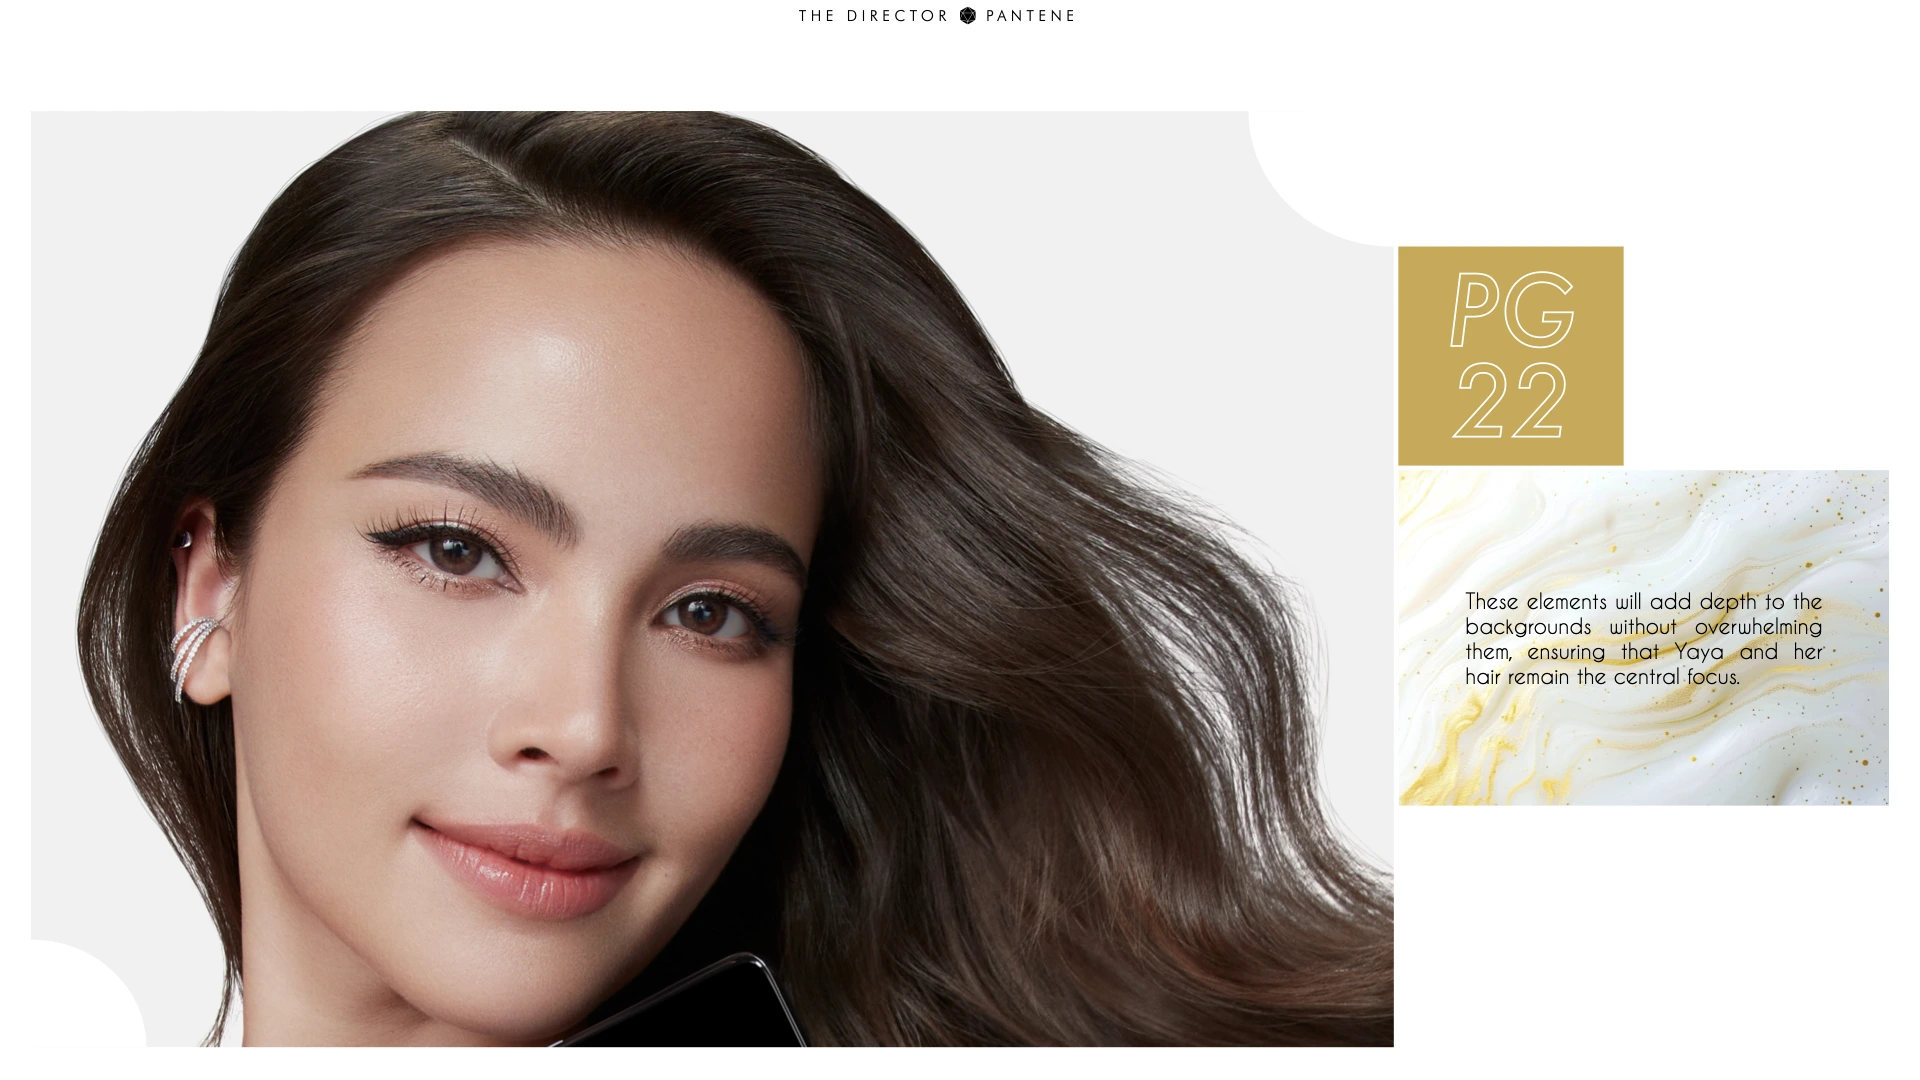 THE DIRECTOR PANTENE
PG
22
These elements will add depth to the
backgrounds without overwhelming
them, ensuring that Yaya and her
hair remain the central focus.